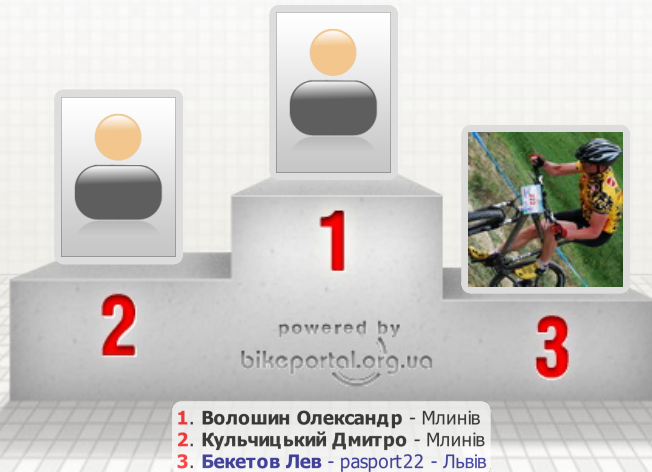 1
2
3
powered by
bikeportal.org.ua
1. Волошин Олександр - Млинів
2. Кульчицький Дмитро - Млинів
3. Бекетов Лев - pasport22 - Львів